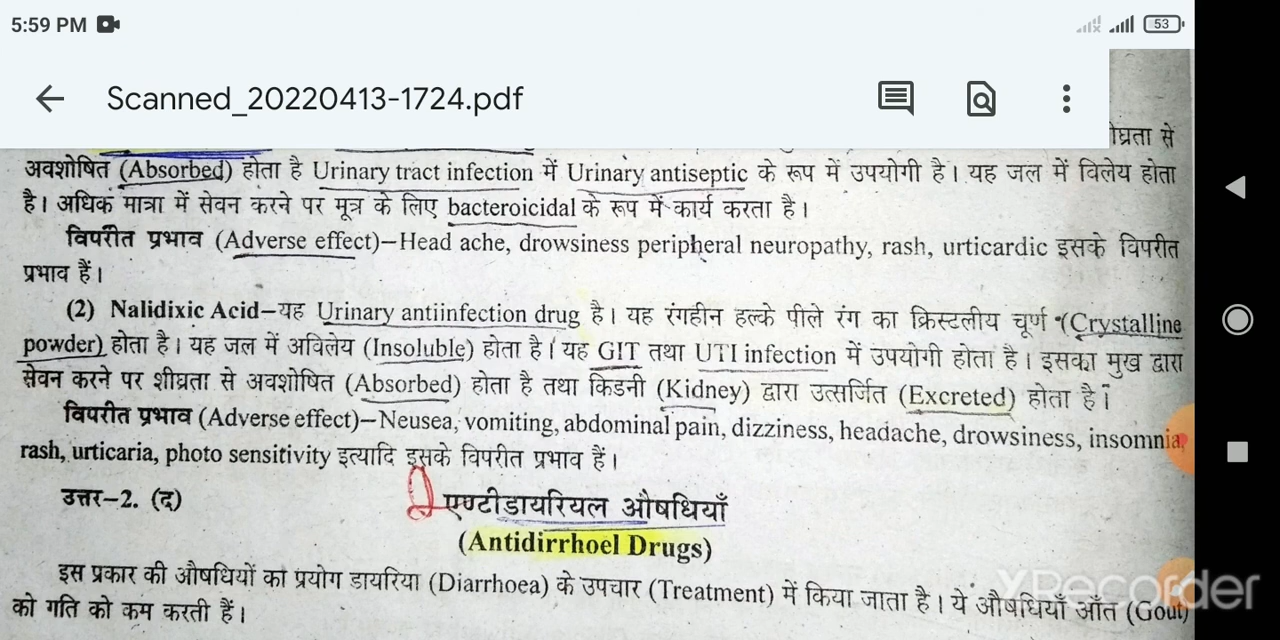 5:59 PM
53
Scanned_20220413-1724.pdf
अवशोषित (Absorbed) होता है Urinary tract infection में Urinary antiseptic के रूप में उपयोगी है। यह जल में विलेय होता
है। अधिक मात्रा में सेवन करने पर मूत्र के लिए bacteroicidal के रूप में कार्य करता है।
विपरीत प्रभाव (Adverse effect)–Head ache, drowsiness peripheral neuropathy, rash, urticardic इसके विपरीत
प्रभाव हैं।
(2) Nalidixic Acid–यह Urinary antiinfection drug है। यह रंगहीन हल्के पीले रंग का क्रिस्टलीय चूर्ण (Crystalline
powder) होता है। यह जल में अविलेय (Insoluble) होता है। यह GIT तथा UTI infection में उपयोगी होता है। इसका मुख द्वारा
सेवन करने पर शीघ्रता से अवशोषित (Absorbed) होता है तथा किडनी (Kidney) द्वारा उत्सर्जित (Excreted) होता है।
विपरीत प्रभाव (Adverse effect)–Neusea, vomiting, abdominal pain, dizziness, headache, drowsiness, insomnia,
rash, urticaria, photo sensitivity इत्यादि इसके विपरीत प्रभाव हैं।
उत्तर–2. (द) एण्टीडायरियल औषधियाँ
(Antidirrhoel Drugs)
इस प्रकार की औषधियों का प्रयोग डायरिया (Diarrhoea) के उपचार (Treatment) में किया जाता है। ये औषधियाँ आँत (Gout)
को गति को कम करती हैं।
XRecorder